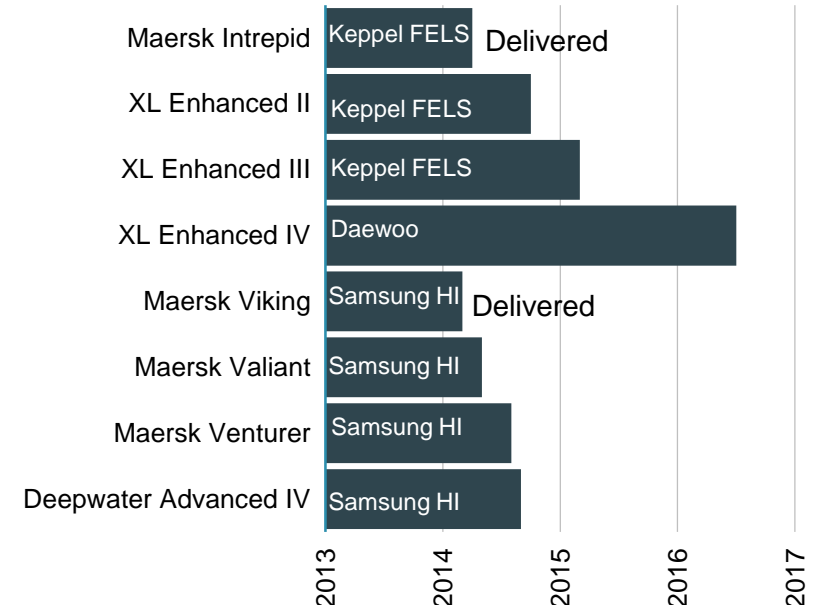 Maersk Intrepid Keppel FELS Delivered
XL Enhanced II Keppel FELS
XL Enhanced III Keppel FELS
XL Enhanced IV Daewoo
Maersk Viking Samsung HI Delivered
Maersk Valiant Samsung HI
Maersk Venturer Samsung HI
Deepwater Advanced IV Samsung HI
2013 2014 2015 2016 2017